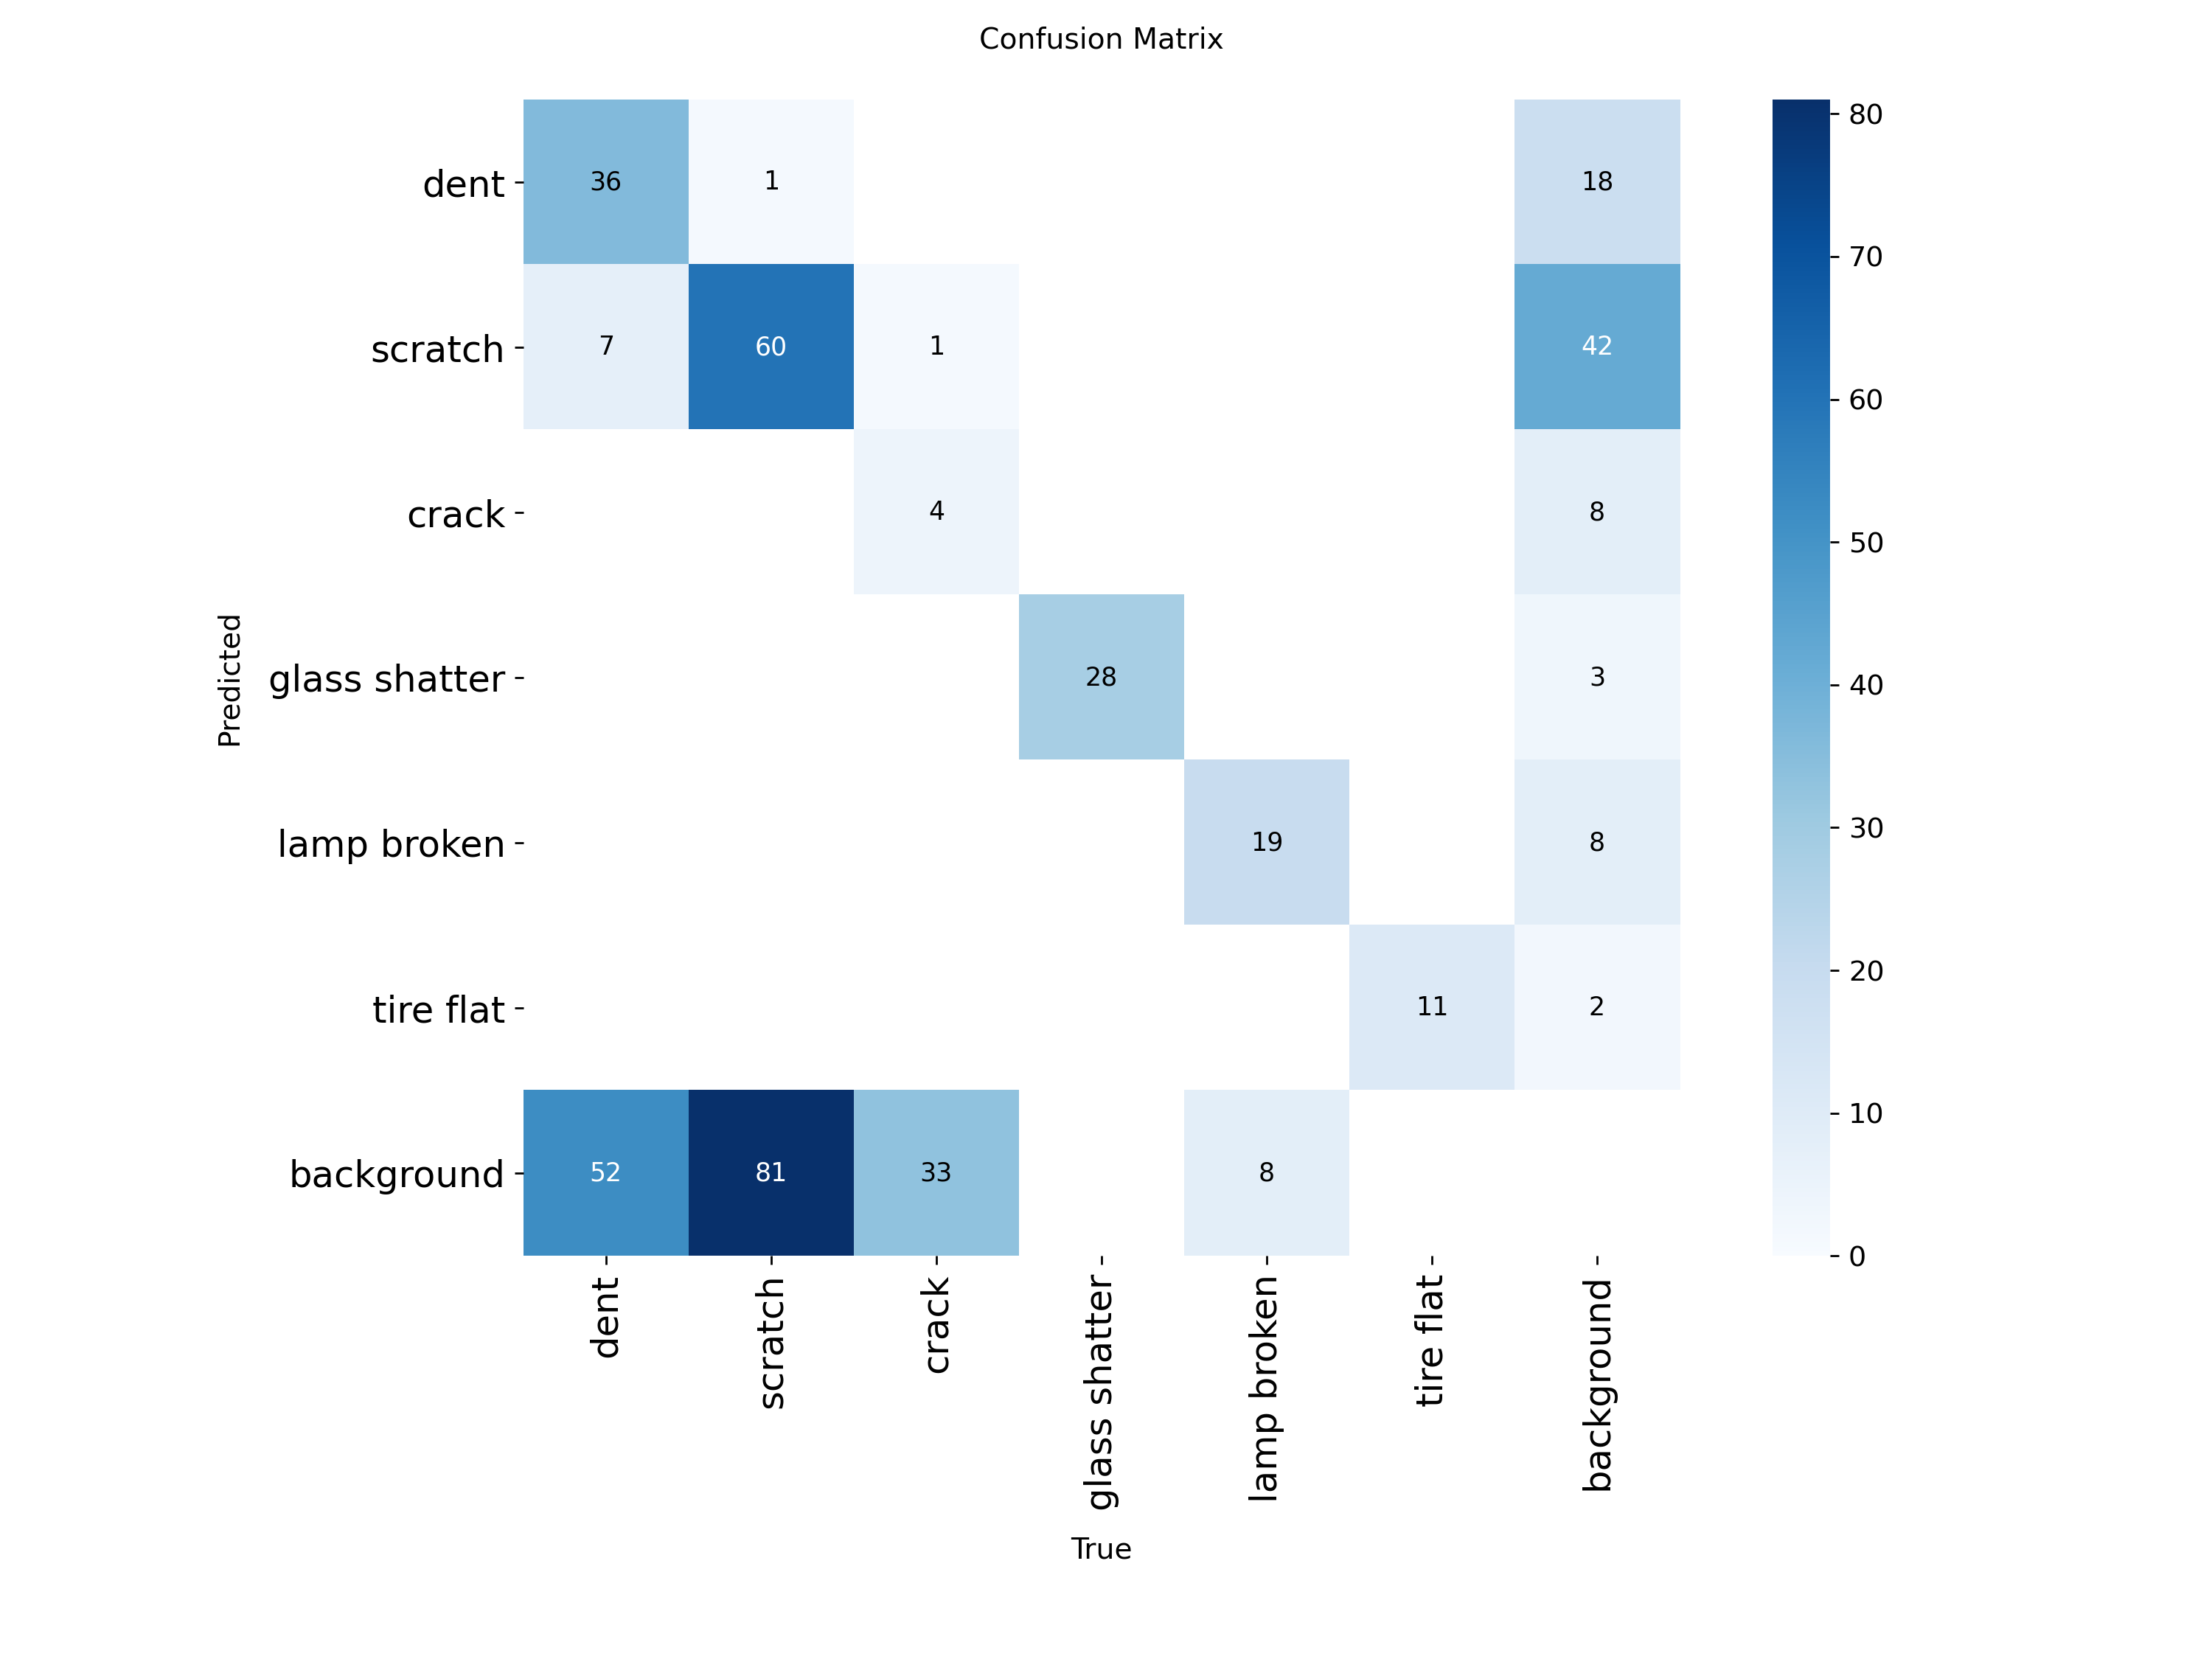 Confusion Matrix
dent 36 1 18 80
70
scratch 7 60 1 42 60
50
crack 4 8
40
Predicted
glass shatter 28 3
30
lamp broken 19 8
20
tire flat 11 2
10
background 52 81 33 8
0
dent scratch crack glass shatter lamp broken tire flat background
True